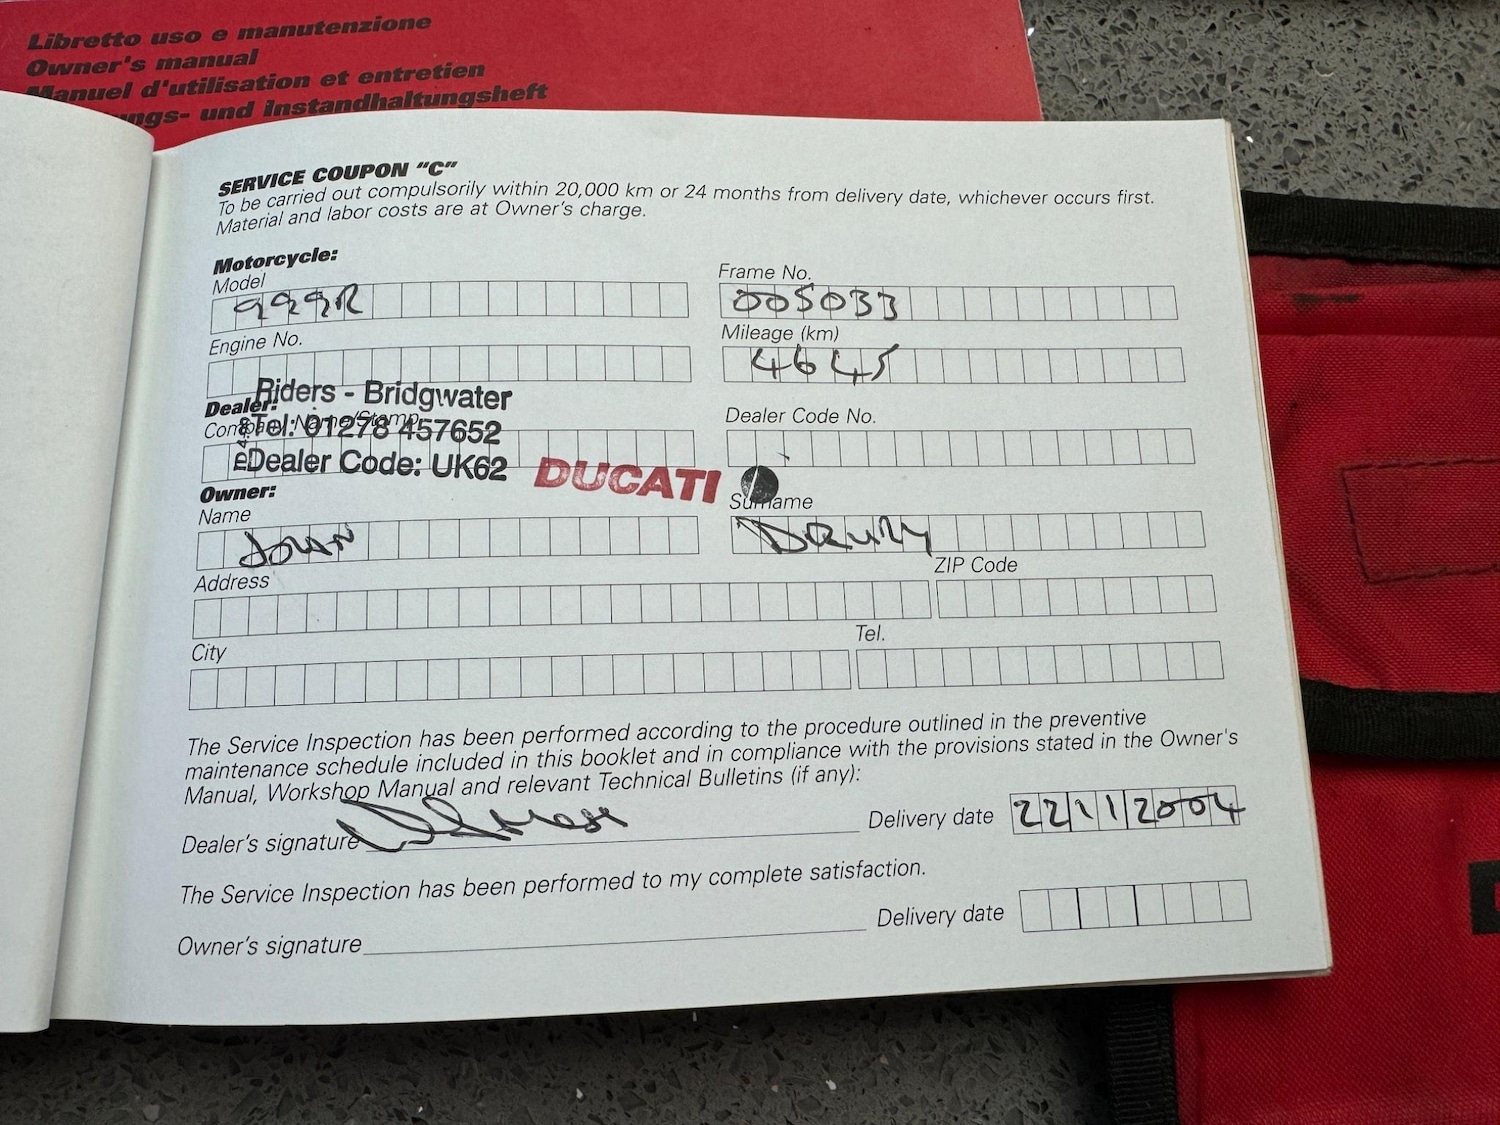 Libretto uso e manutenzione
Owner's manual
Manuel d'utilisation et entretien
ngs- und Instandhaltungsheft
SERVICE COUPON "C"
To be carried out compulsorily within 20,000 km or 24 months from delivery date, whichever occurs first.
Material and labor costs are at Owner's charge.
Motorcycle:
Model
Frame No.
999R
005033
Engine No.
Mileage (km)
4645
Riders - Bridgwater
Dealer:
Dealer Code No.
Company Name/Stamp
Tel: 01278 457652
Dealer Code: UK62
DUCATI
Owner:
Name
Surname
John
Drury
Address
ZIP Code
City
Tel.
The Service Inspection has been performed according to the procedure outlined in the preventive
maintenance schedule included in this booklet and in compliance with the provisions stated in the Owner's
Manual, Workshop Manual and relevant Technical Bulletins (if any):
Dealer's signature
Delivery date 22112004
The Service Inspection has been performed to my complete satisfaction.
Owner's signature
Delivery date